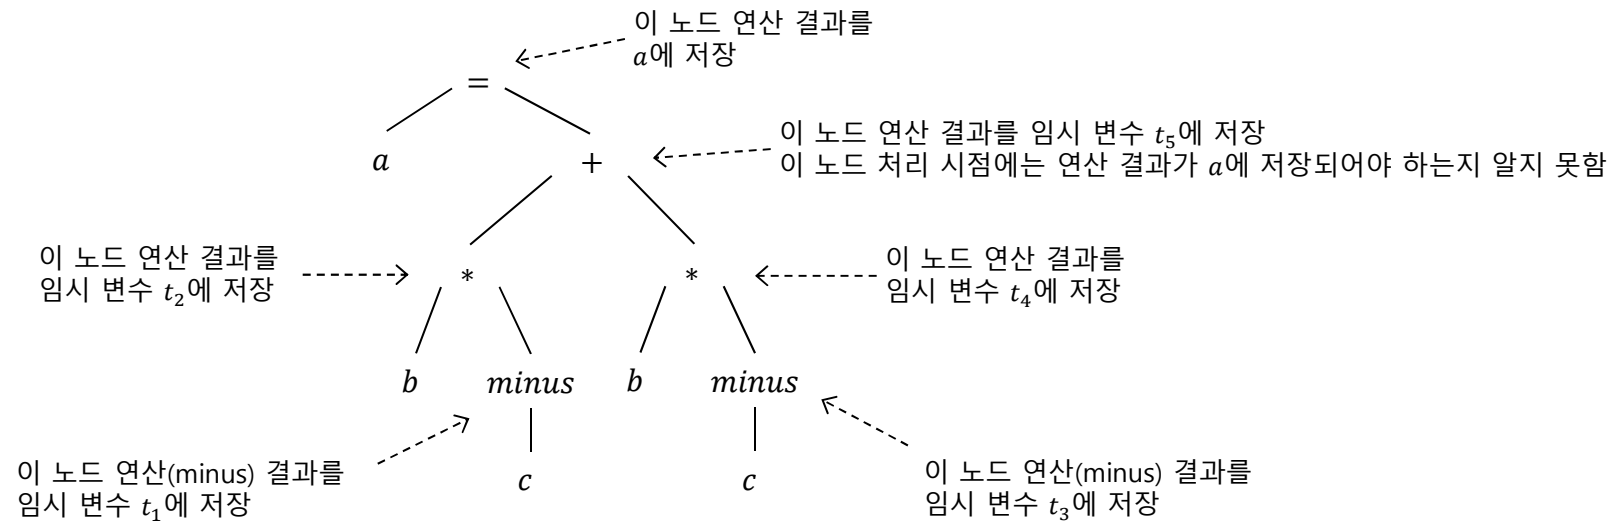 이 노드 연산 결과를
a에 저장
=
a
+
이 노드 연산 결과를 임시 변수 t₅에 저장
이 노드 처리 시점에는 연산 결과가 a에 저장되어야 하는지 알지 못함
이 노드 연산 결과를
임시 변수 t₂에 저장
*
*
이 노드 연산 결과를
임시 변수 t₄에 저장
b
minus
b
minus
이 노드 연산(minus) 결과를
임시 변수 t₁에 저장
c
c
이 노드 연산(minus) 결과를
임시 변수 t₃에 저장